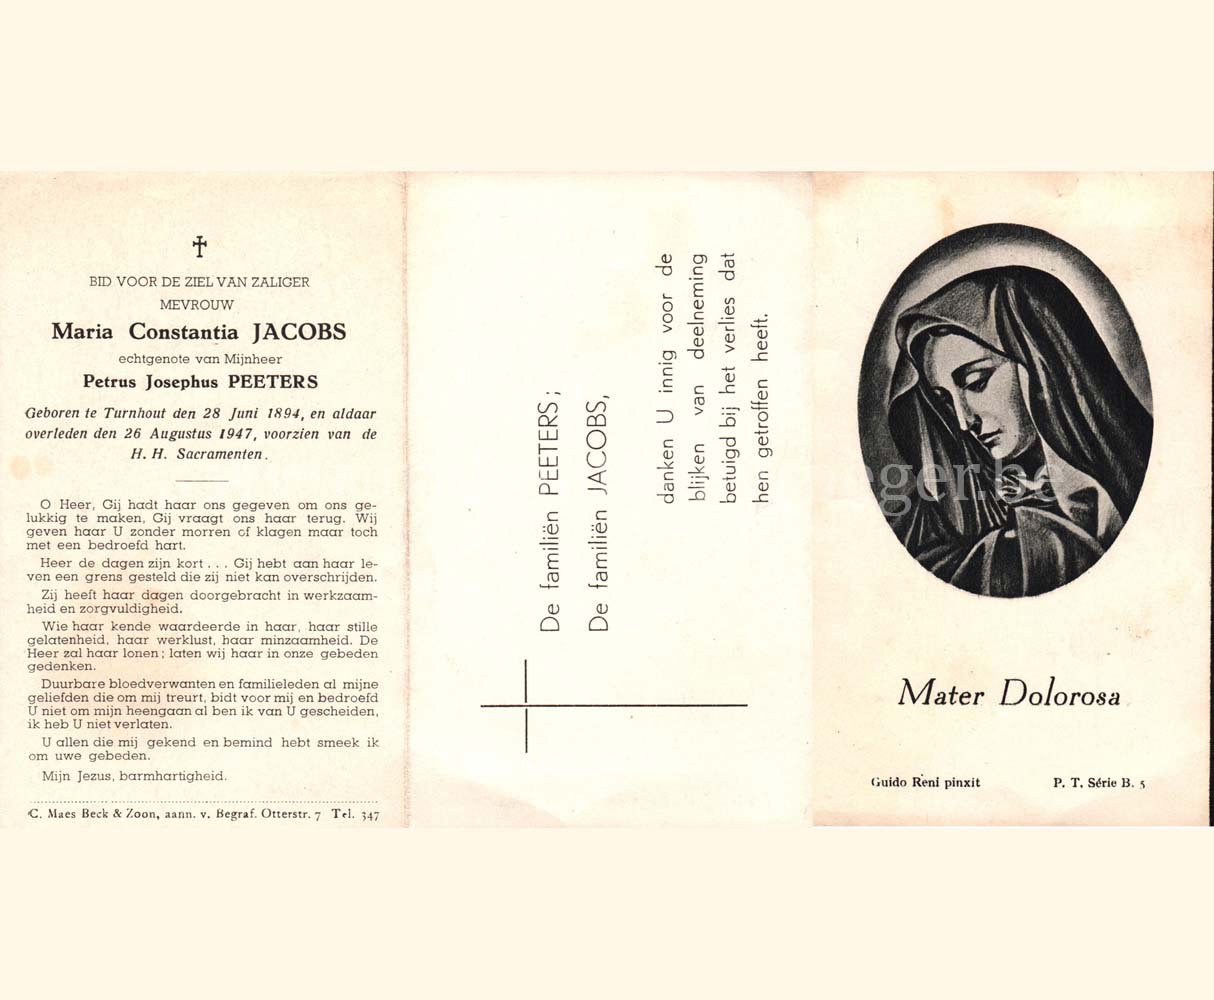 BID VOOR DE ZIEL VAN ZALIGER
MEVROUW
Maria Constantia JACOBS
echtgenote van Mijnheer
Petrus Josephus PEETERS
Geboren te Turnhout den 28 Juni 1894, en aldaar
overleden den 26 Augustus 1947, voorzien van de
H. H. Sacramenten.
O Heer, Gij hadt haar ons gegeven om ons ge-
lukkig te maken, Gij vraagt ons haar terug. Wij
geven haar U zonder morren of klagen maar toch
met een bedroefd hart.
Heer de dagen zijn kort . . . Gij hebt aan haar le-
ven een grens gesteld die zij niet kan overschrijden.
Zij heeft haar dagen doorgebracht in werkzaam-
heid en zorgvuldigheid.
Wie haar kende waardeerde in haar, haar stille
gelatenheid, haar werklust, haar minzaamheid. De
Heer zal haar lonen ; laten wij haar in onze gebeden
gedenken.
Duurbare bloedverwanten en familieleden al mijne
geliefden die om mij treurt, bidt voor mij en bedroefd
U niet om mijn heengaan al ben ik van U gescheiden,
ik heb U niet verlaten.
U allen die mij gekend en bemind hebt smeek ik
om uwe gebeden.
Mijn Jezus, barmhartigheid.
C. Maes Beck & Zoon, aann. v. Begraf. Otterstr. 7 Tel. 347
De familiën PEETERS ;
De familiën JACOBS,
danken U innig voor de
blijken van deelneming
betuigd bij het verlies dat
hen getroffen heeft.
eger.be
Mater Dolorosa
Guido Reni pinxit P. T. Série B. 5